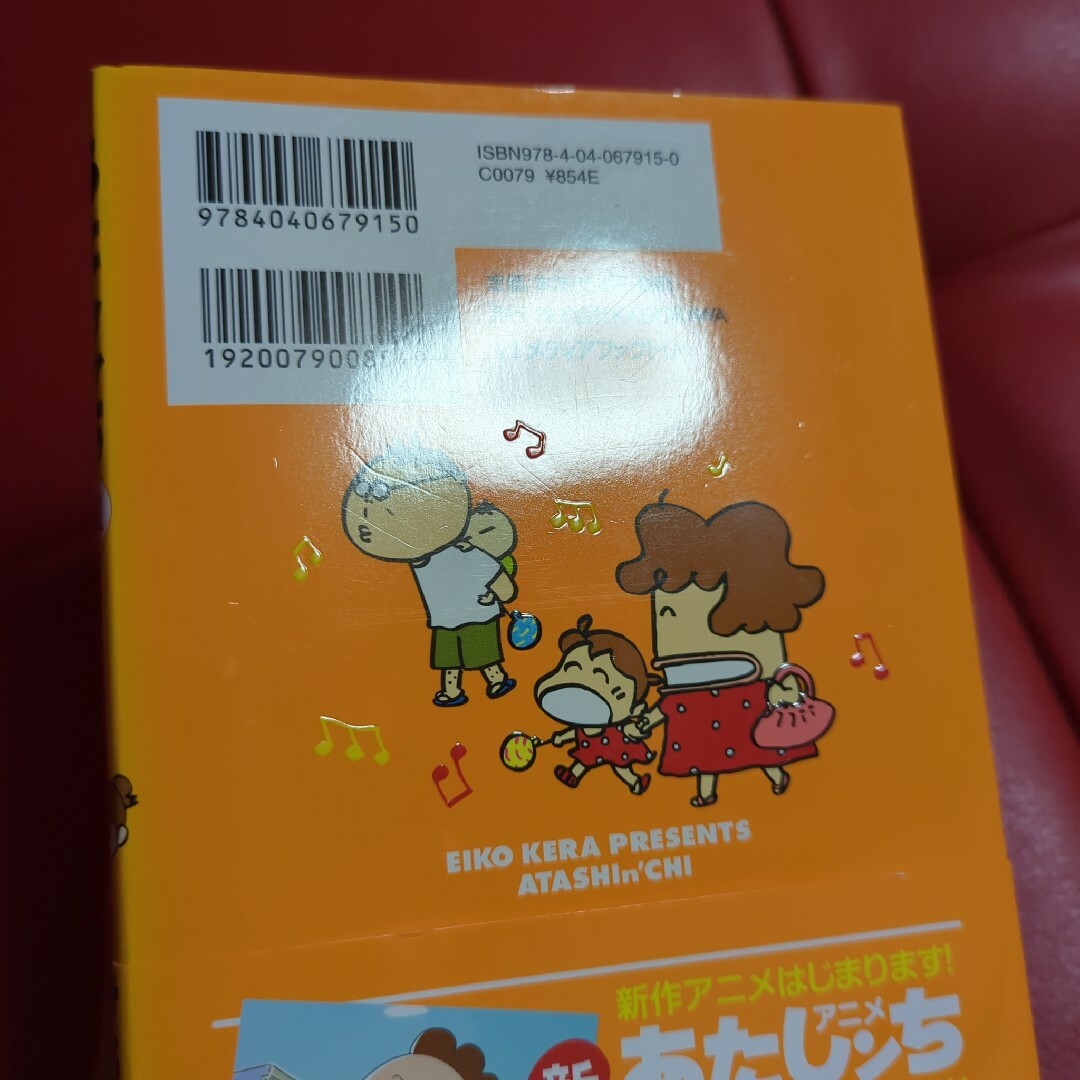 ISBN978-4-04-067915-0
C0079 ¥854E
9784040679150
EIKO KERA PRESENTS
ATASHIn'CHI
新作アニメはじまります!
アニメ
あたしンち
新